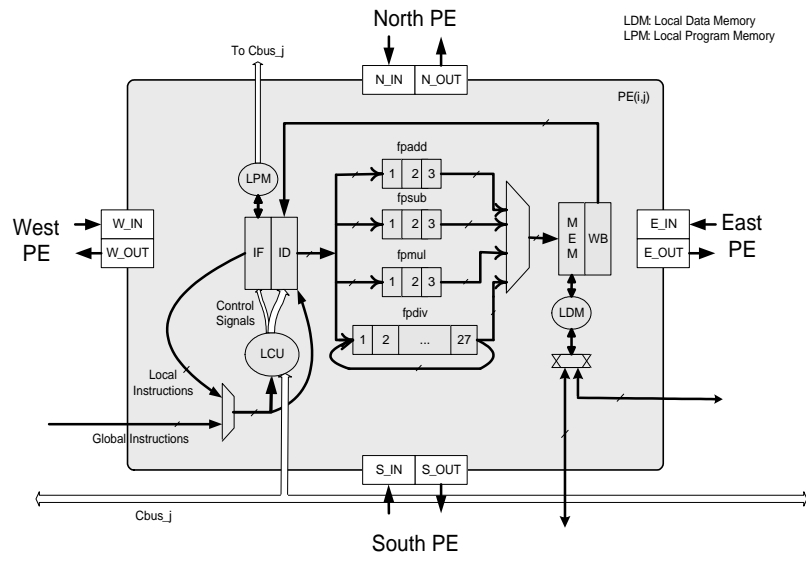 North PE
LDM: Local Data Memory
LPM: Local Program Memory
To Cbus_j
N_IN N_OUT
PE(i,j)
fpadd
LPM
1 2 3
fpsub
West
PE
W_IN
W_OUT
IF ID
1 2 3
MEM WB
E_IN
E_OUT
East
PE
fpmul
1 2 3
Control
Signals
fpdiv
LDM
LCU
1 2 ... 27
Local
Instructions
Global Instructions
S_IN S_OUT
Cbus_j
South PE